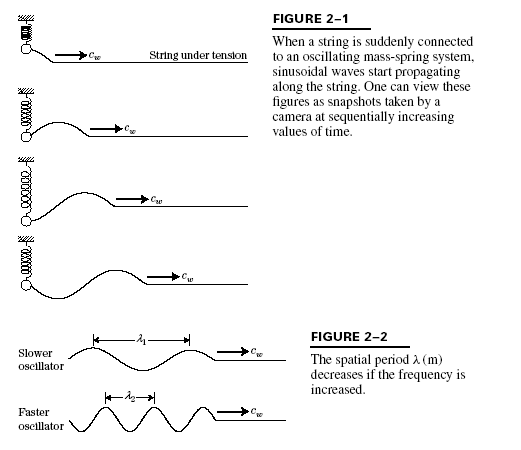 FIGURE 2–1
When a string is suddenly connected
to an oscillating mass-spring system,
sinusoidal waves start propagating
along the string. One can view these
figures as snapshots taken by a
camera at sequentially increasing
values of time.
c_w
String under tension
c_w
c_w
c_w
λ₁
Slower
oscillator
c_w
λ₂
Faster
oscillator
c_w
FIGURE 2–2
The spatial period λ (m)
decreases if the frequency is
increased.